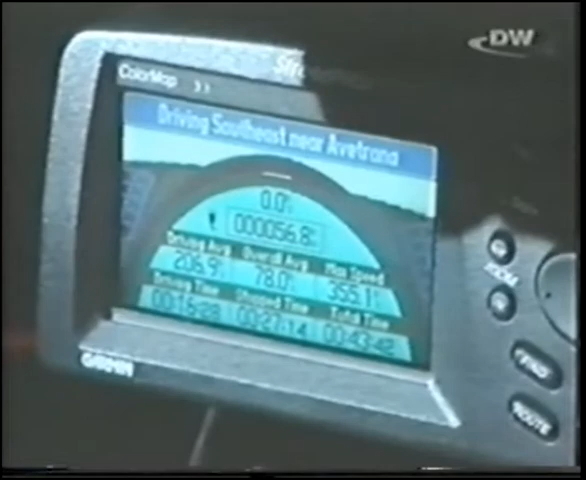 DW
Str
ColorMap >>
Driving Southeast near Avetrana
0.0
000056.8
Driving Avg Overall Avg Max Speed
206.9 78.0 355.1
Driving Time Stopped Time Total Time
00:16:28 00:27:14 00:43:42
GARMIN
ZOOM
FIND
ROUTE